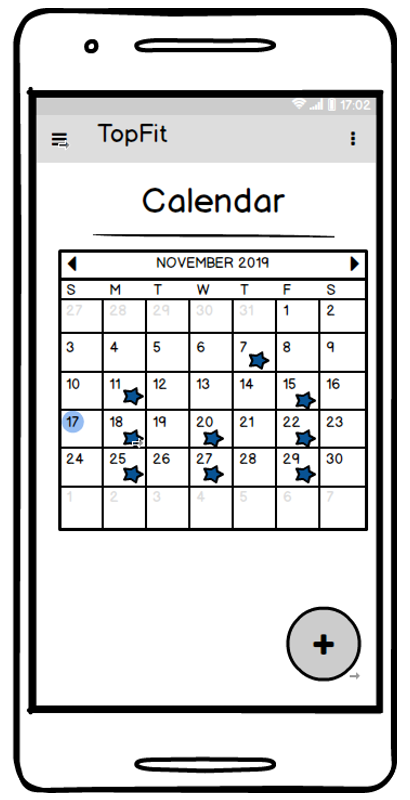 17:02
TopFit
Calendar
NOVEMBER 2019
S M T W T F S
27 28 29 30 31 1 2
3 4 5 6 7 8 9
10 11 12 13 14 15 16
17 18 19 20 21 22 23
24 25 26 27 28 29 30
1 2 3 4 5 6 7
+